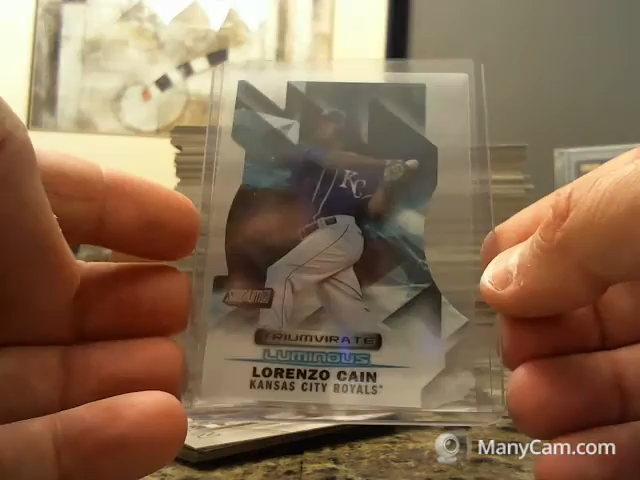 KC
STADIUM
TRIUMVIRATE
LUMINOUS
LORENZO CAIN
KANSAS CITY ROYALS
ManyCam.com